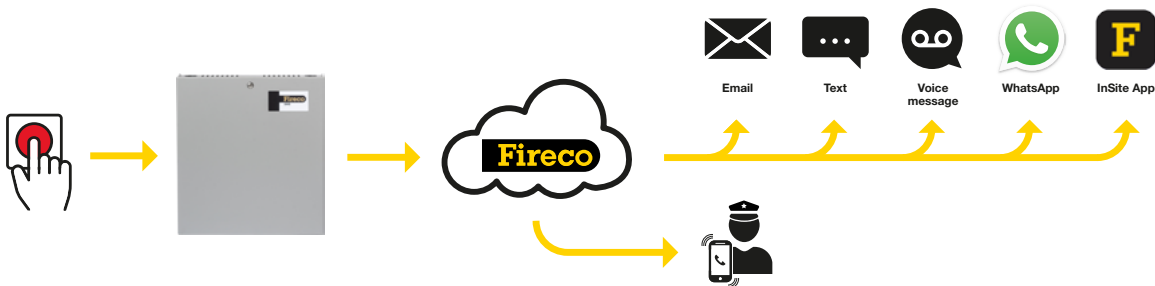 Email
Text
Voice
message
WhatsApp
InSite App
F
Fireco
Fireco